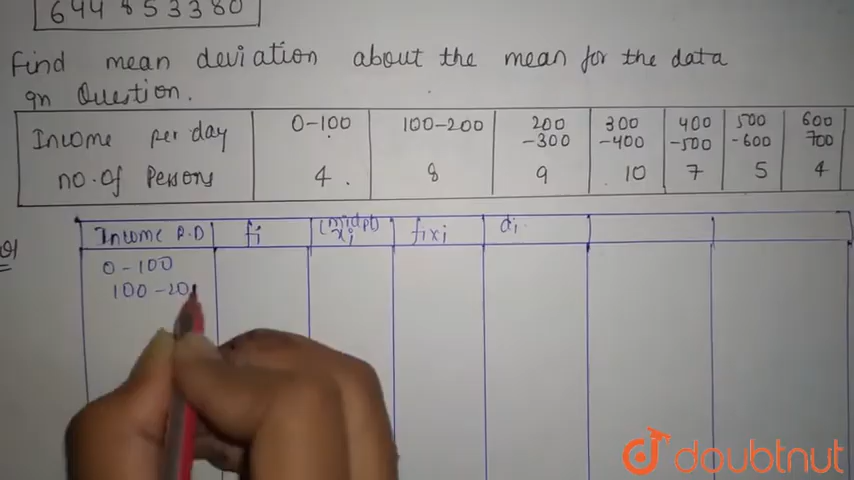 644 853380
Find mean deviation about the mean for the data
In Question.
Income per day 0-100 100-200 200-300 300-400 400-500 500-600 600 700
no.of Persons 4 8 9 10 7 5 4
Income P.D fi (midpt) xi fixi di
0-100
100-20
doubtnut